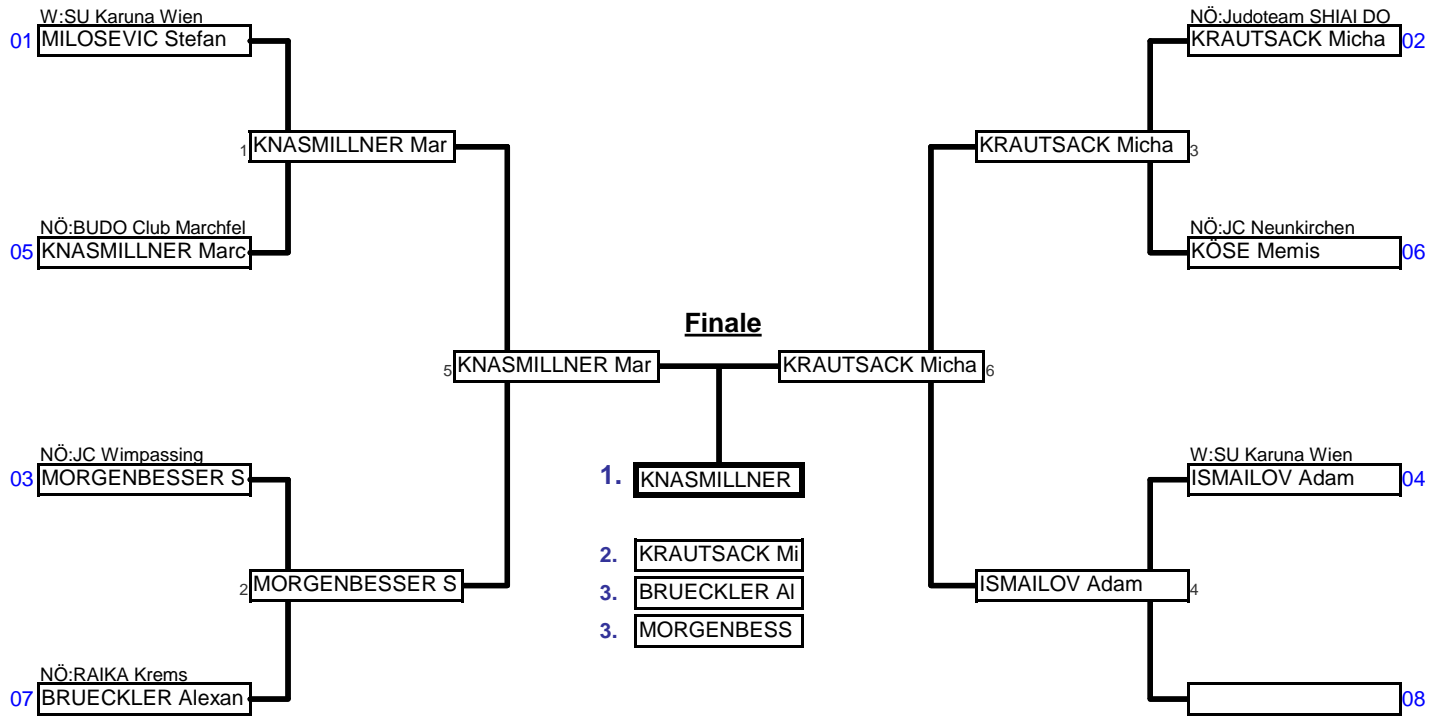 W:SU Karuna Wien
01 MILOSEVIC Stefan
NÖ:Judoteam SHIAI DO
KRAUTSACK Micha 02
1 KNASMILLNER Mar
KRAUTSACK Micha 3
NÖ:BUDO Club Marchfel
05 KNASMILLNER Marc
NÖ:JC Neunkirchen
KÖSE Memis 06
Finale
5 KNASMILLNER Mar
KRAUTSACK Micha 6
NÖ:JC Wimpassing
03 MORGENBESSER S
W:SU Karuna Wien
ISMAILOV Adam 04
1. KNASMILLNER
2. KRAUTSACK Mi
3. BRUECKLER Al
3. MORGENBESS
2 MORGENBESSER S
ISMAILOV Adam 4
NÖ:RAIKA Krems
07 BRUECKLER Alexan
08